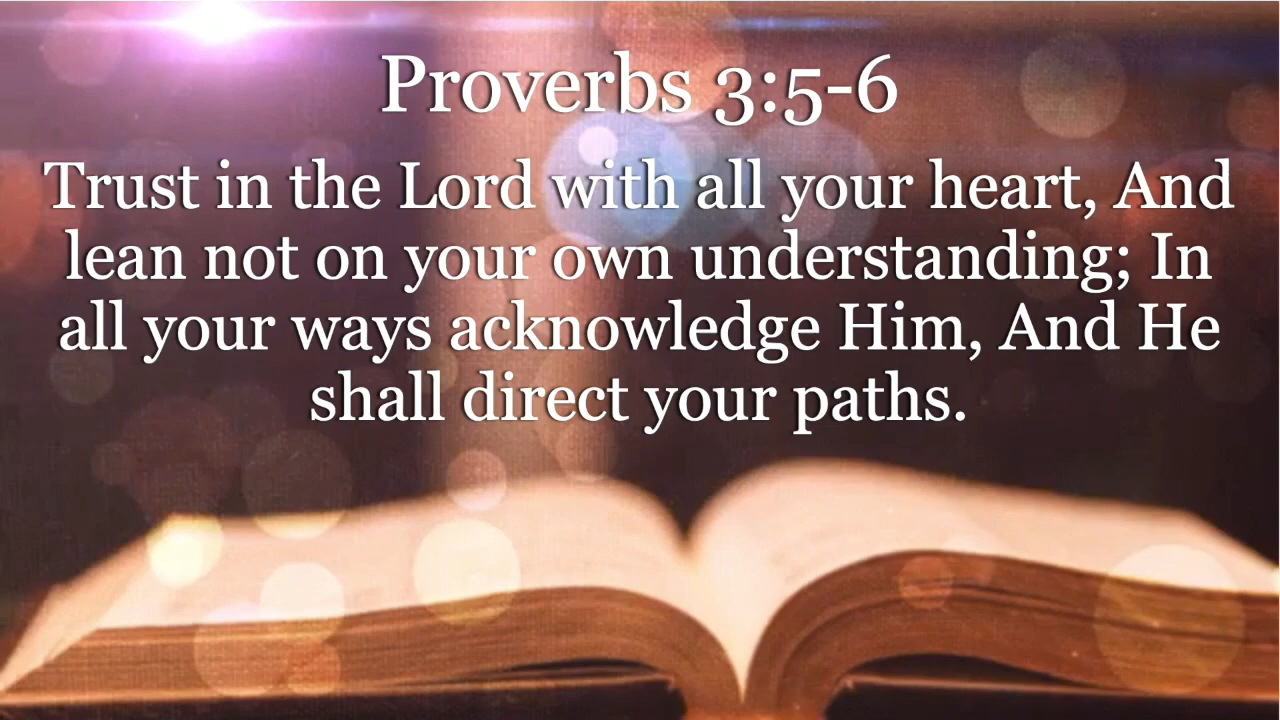 Proverbs 3:5-6
Trust in the Lord with all your heart, And
lean not on your own understanding; In
all your ways acknowledge Him, And He
shall direct your paths.